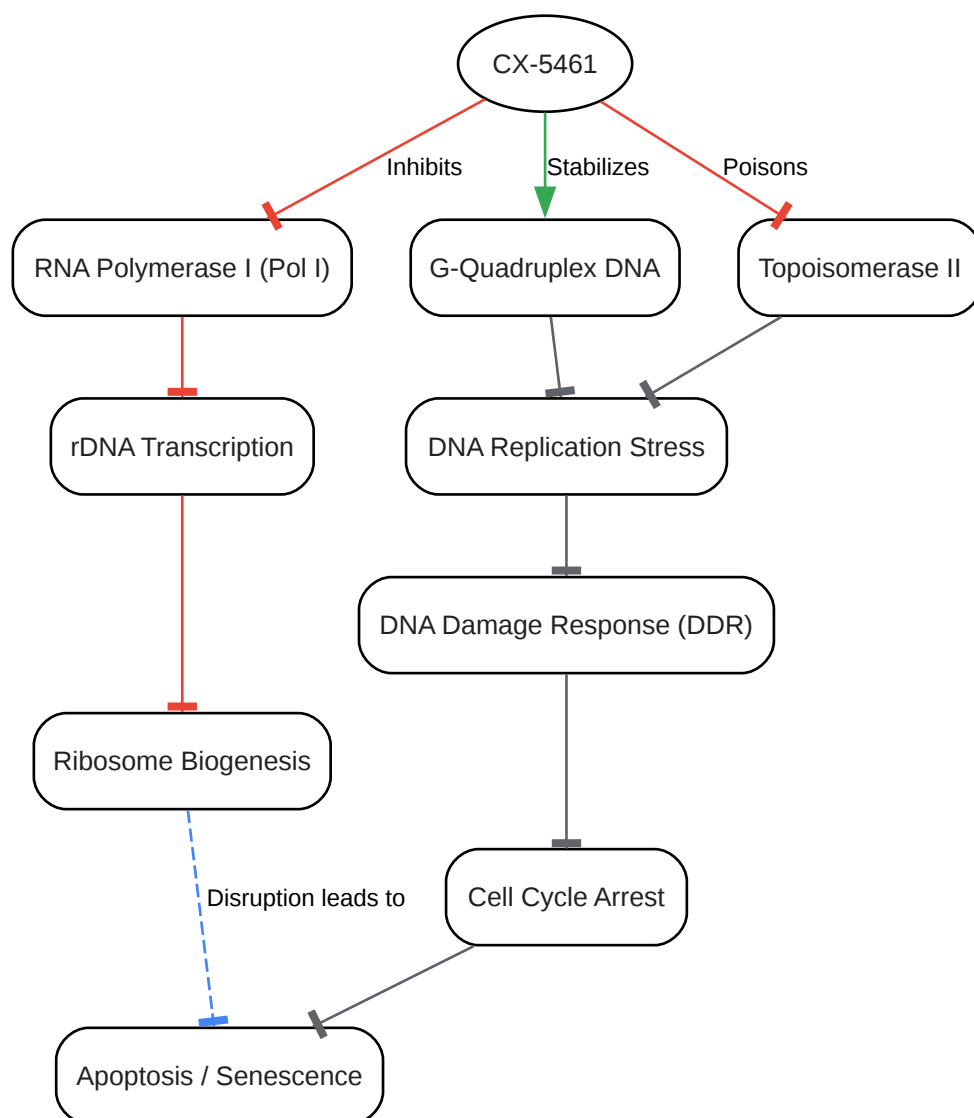 CX-5461
Inhibits
Stabilizes
Poisons
RNA Polymerase I (Pol I)
G-Quadruplex DNA
Topoisomerase II
rDNA Transcription
DNA Replication Stress
DNA Damage Response (DDR)
Ribosome Biogenesis
Cell Cycle Arrest
Disruption leads to
Apoptosis / Senescence